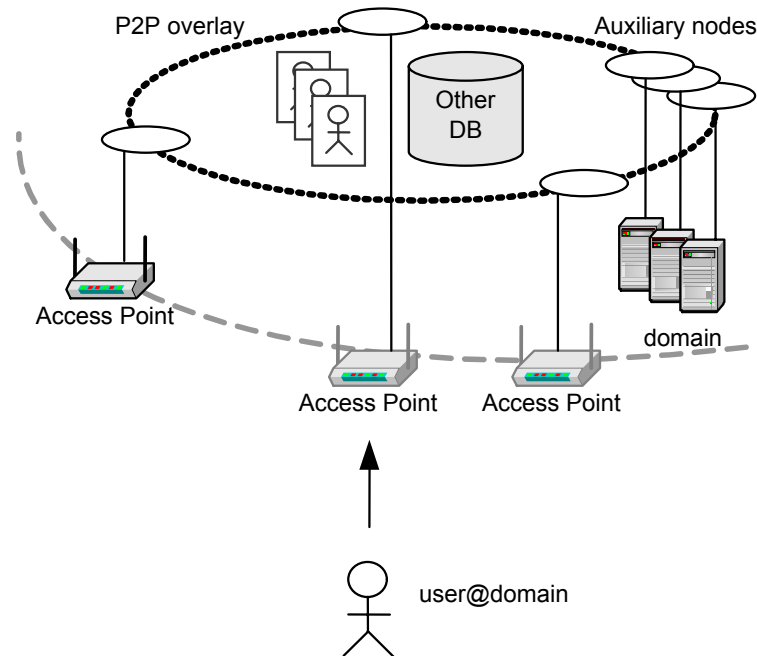 P2P overlay
Auxiliary nodes
Other
DB
Access Point
domain
Access Point
Access Point
user@domain